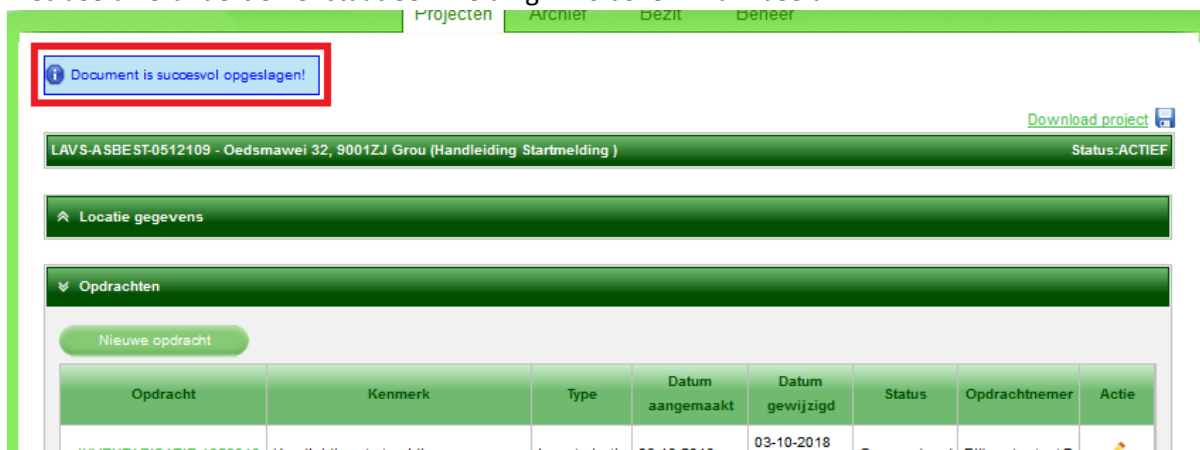 Projecten Archief Bezit Beheer
Document is succesvol opgeslagen!
Download project
LAVS-ASBEST-0512109 - Oedsmawei 32, 9001ZJ Grou (Handleiding Startmelding ) Status:ACTIEF
Locatie gegevens
Opdrachten
Nieuwe opdracht
Opdracht Kenmerk Type Datum aangemaakt Datum gewijzigd Status Opdrachtnemer Actie
03-10-2018